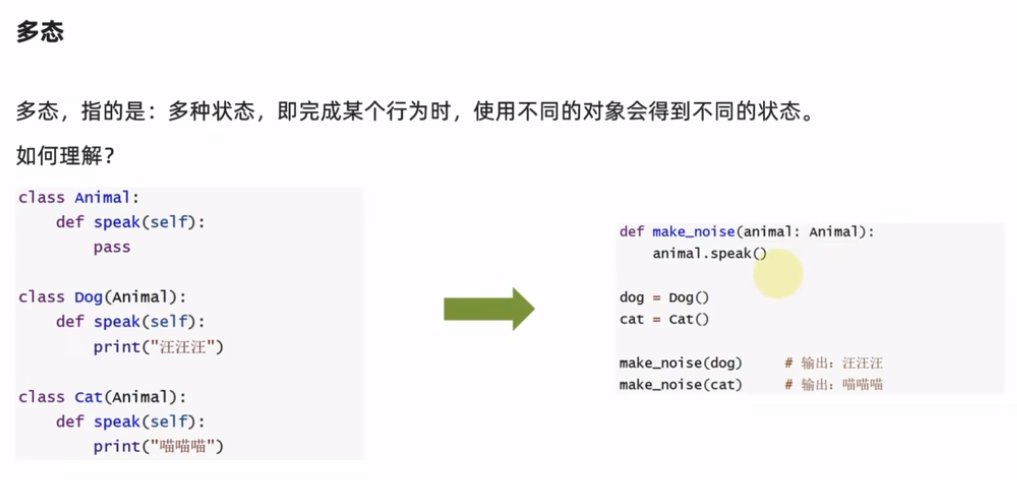 多态
多态，指的是：多种状态，即完成某个行为时，使用不同的对象会得到不同的状态。
如何理解？
class Animal:
    def speak(self):
        pass
class Dog(Animal):
    def speak(self):
        print("汪汪汪")
class Cat(Animal):
    def speak(self):
        print("喵喵喵")
def make_noise(animal: Animal):
    animal.speak()
dog = Dog()
cat = Cat()
make_noise(dog)     # 输出：汪汪汪
make_noise(cat)     # 输出：喵喵喵